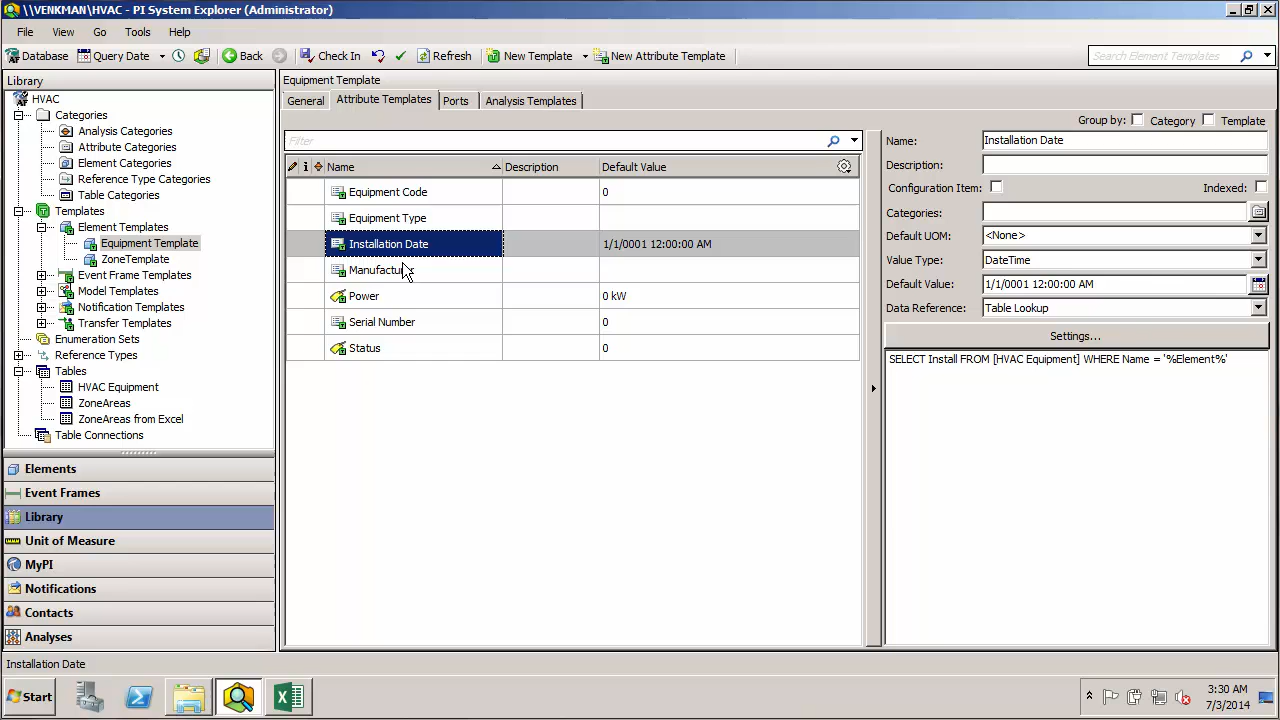 \\VENKMAN\HVAC - PI System Explorer (Administrator)
File View Go Tools Help
Database Query Date Back Check In Refresh New Template New Attribute Template Search Element Templates
Library
HVAC
Categories
Analysis Categories
Attribute Categories
Element Categories
Reference Type Categories
Table Categories
Templates
Element Templates
Equipment Template
ZoneTemplate
Event Frame Templates
Model Templates
Notification Templates
Transfer Templates
Enumeration Sets
Reference Types
Tables
HVAC Equipment
ZoneAreas
ZoneAreas from Excel
Table Connections
Elements
Event Frames
Library
Unit of Measure
MyPI
Notifications
Contacts
Analyses
Equipment Template
General Attribute Templates Ports Analysis Templates
Group by: Category Template
Filter
Name Description Default Value
Equipment Code 0
Equipment Type
Installation Date 1/1/0001 12:00:00 AM
Manufacturer
Power 0 kW
Serial Number 0
Status 0
Name: Installation Date
Description:
Configuration Item: Indexed:
Categories:
Default UOM: <None>
Value Type: DateTime
Default Value: 1/1/0001 12:00:00 AM
Data Reference: Table Lookup
Settings...
SELECT Install FROM [HVAC Equipment] WHERE Name = '%Element%'
Installation Date
Start
3:30 AM
7/3/2014